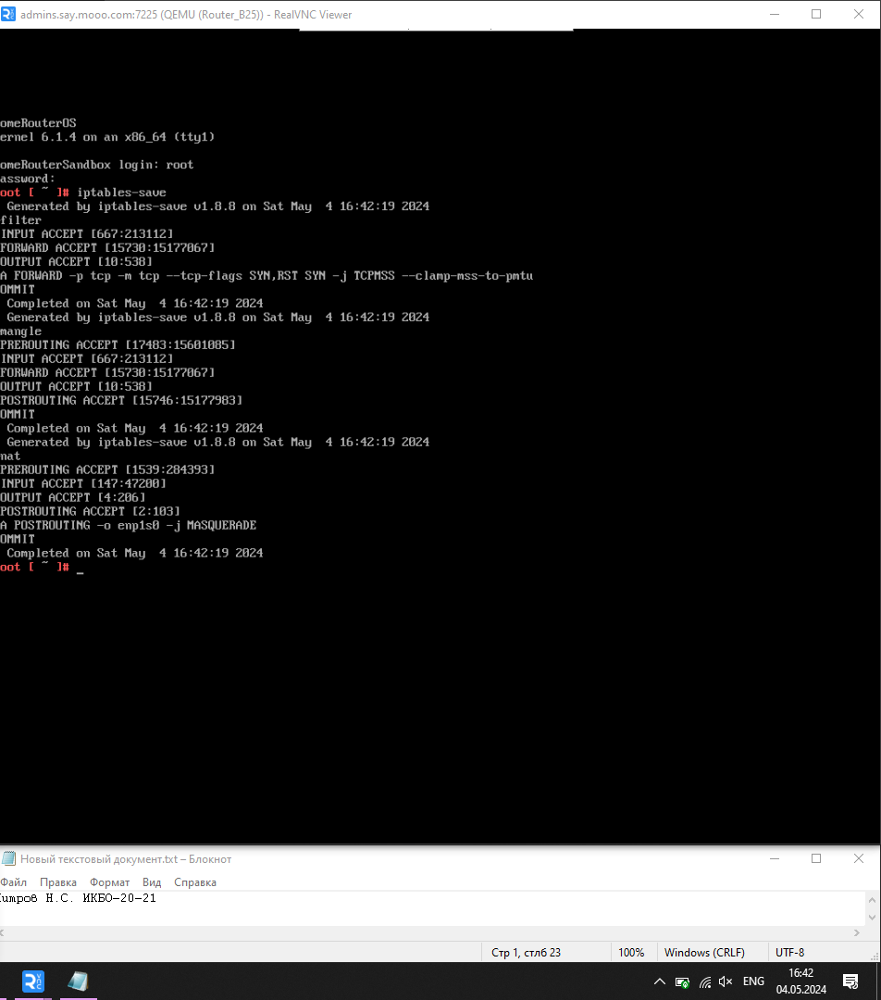 admins.say.mooo.com:7225 (QEMU (Router_B25)) - RealVNC Viewer
omeRouterOS
ernel 6.1.4 on an x86_64 (tty1)
omeRouterSandbox login: root
assword:
oot [ ~ ]# iptables-save
Generated by iptables-save v1.8.8 on Sat May  4 16:42:19 2024
filter
INPUT ACCEPT [667:213112]
FORWARD ACCEPT [15730:15177067]
OUTPUT ACCEPT [10:538]
A FORWARD -p tcp -m tcp --tcp-flags SYN,RST SYN -j TCPMSS --clamp-mss-to-pmtu
OMMIT
Completed on Sat May  4 16:42:19 2024
Generated by iptables-save v1.8.8 on Sat May  4 16:42:19 2024
mangle
PREROUTING ACCEPT [17483:15601085]
INPUT ACCEPT [667:213112]
FORWARD ACCEPT [15730:15177067]
OUTPUT ACCEPT [10:538]
POSTROUTING ACCEPT [15746:15177983]
OMMIT
Completed on Sat May  4 16:42:19 2024
Generated by iptables-save v1.8.8 on Sat May  4 16:42:19 2024
nat
PREROUTING ACCEPT [1539:284393]
INPUT ACCEPT [147:47200]
OUTPUT ACCEPT [4:206]
POSTROUTING ACCEPT [2:103]
A POSTROUTING -o enp1s0 -j MASQUERADE
OMMIT
Completed on Sat May  4 16:42:19 2024
oot [ ~ ]# _
Новый текстовый документ.txt – Блокнот
Файл Правка Формат Вид Справка
Н.С. ИКБО-20-21
Стр 1, стлб 23 100% Windows (CRLF) UTF-8
ENG 16:42
04.05.2024